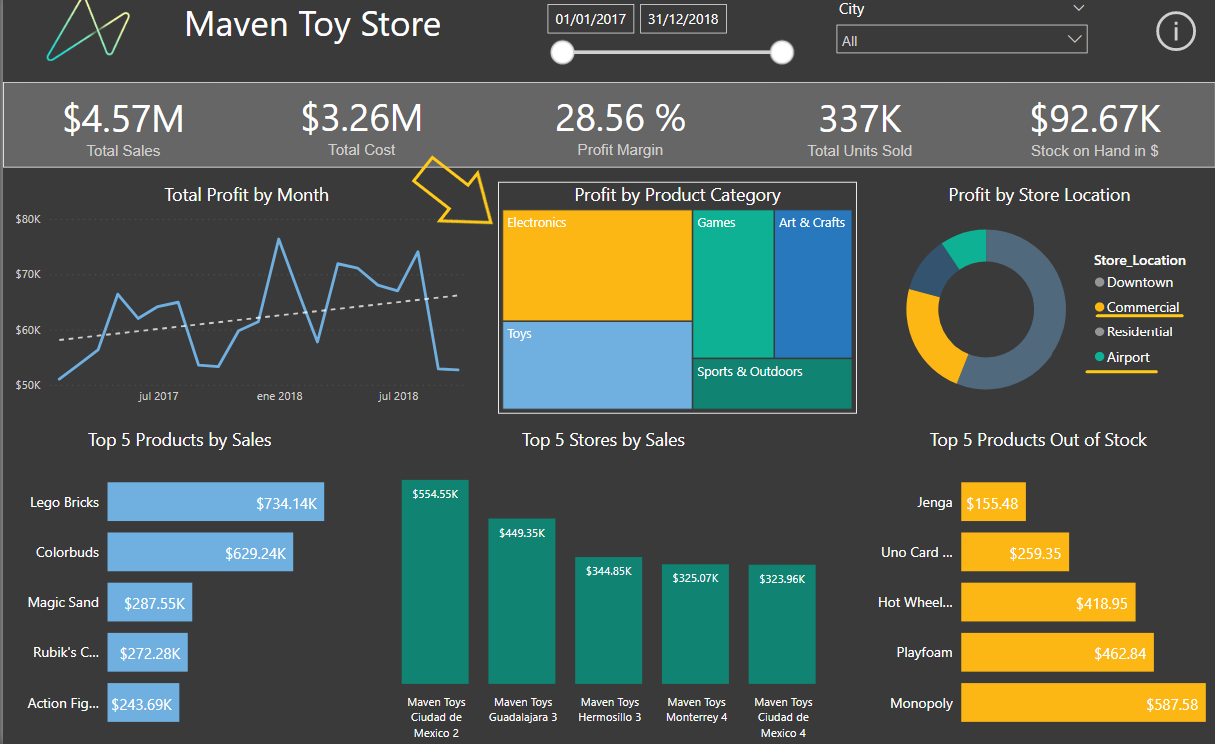 Maven Toy Store
01/01/2017
31/12/2018
City
All
$4.57M
Total Sales
$3.26M
Total Cost
28.56 %
Profit Margin
337K
Total Units Sold
$92.67K
Stock on Hand in $
Total Profit by Month
$80K
$70K
$60K
$50K
jul 2017
ene 2018
jul 2018
Profit by Product Category
Electronics
Games
Art & Crafts
Toys
Sports & Outdoors
Profit by Store Location
Store_Location
Downtown
Commercial
Residential
Airport
Top 5 Products by Sales
Lego Bricks
$734.14K
Colorbuds
$629.24K
Magic Sand
$287.55K
Rubik's C...
$272.28K
Action Fig...
$243.69K
Top 5 Stores by Sales
$554.55K
$449.35K
$344.85K
$325.07K
$323.96K
Maven Toys
Ciudad de
Mexico 2
Maven Toys
Guadalajara 3
Maven Toys
Hermosillo 3
Maven Toys
Monterrey 4
Maven Toys
Ciudad de
Mexico 4
Top 5 Products Out of Stock
Jenga
$155.48
Uno Card ...
$259.35
Hot Wheel...
$418.95
Playfoam
$462.84
Monopoly
$587.58